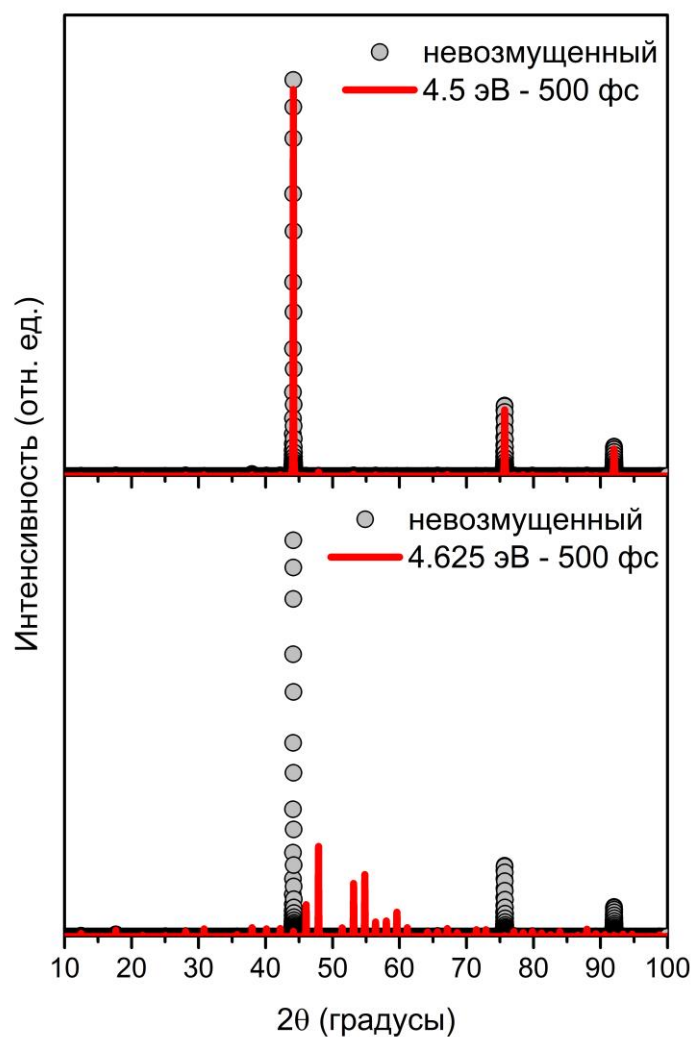 невозмущенный
4.5 эВ - 500 фс
невозмущенный
4.625 эВ - 500 фс
Интенсивность (отн. ед.)
10 20 30 40 50 60 70 80 90 100
2θ (градусы)